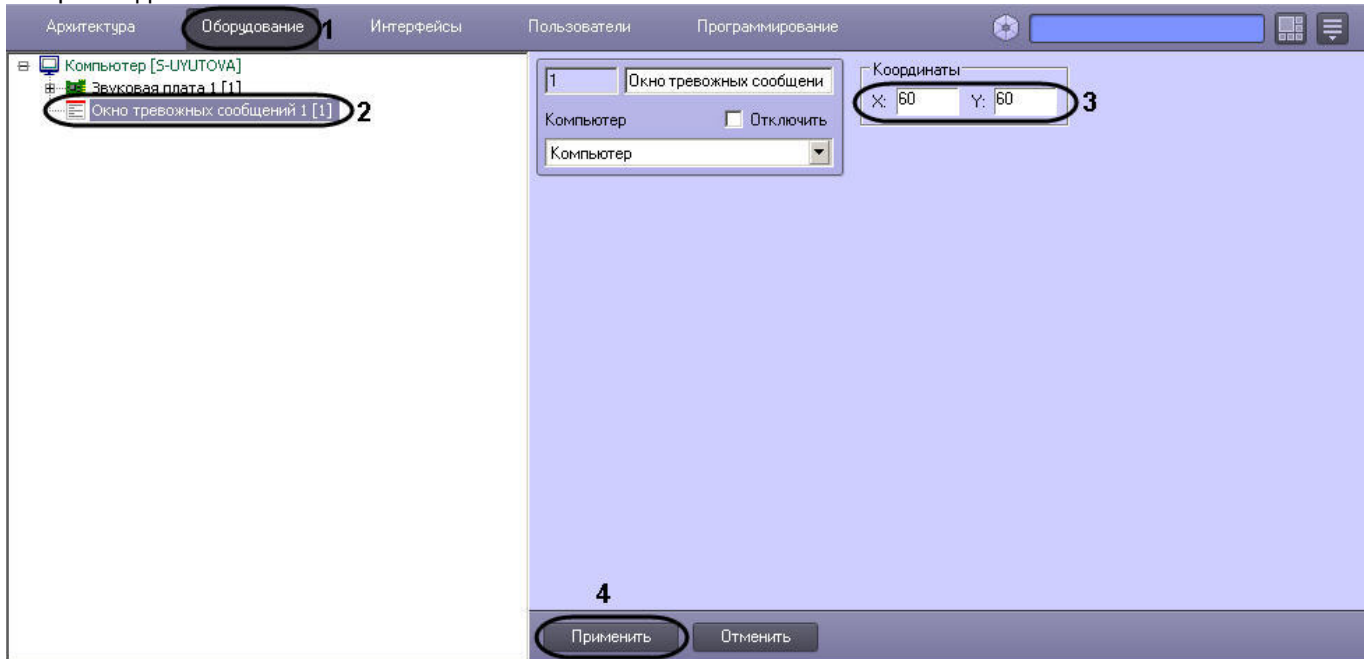 Архитектура Оборудование 1 Интерфейсы Пользователи Программирование
Компьютер [S-UYUTOVA]
Звуковая плата 1 [1]
Окно тревожных сообщений 1 [1] 2
1 Окно тревожных сообщени
Компьютер Отключить
Компьютер
Координаты
X: 60 Y: 60 3
4
Применить Отменить